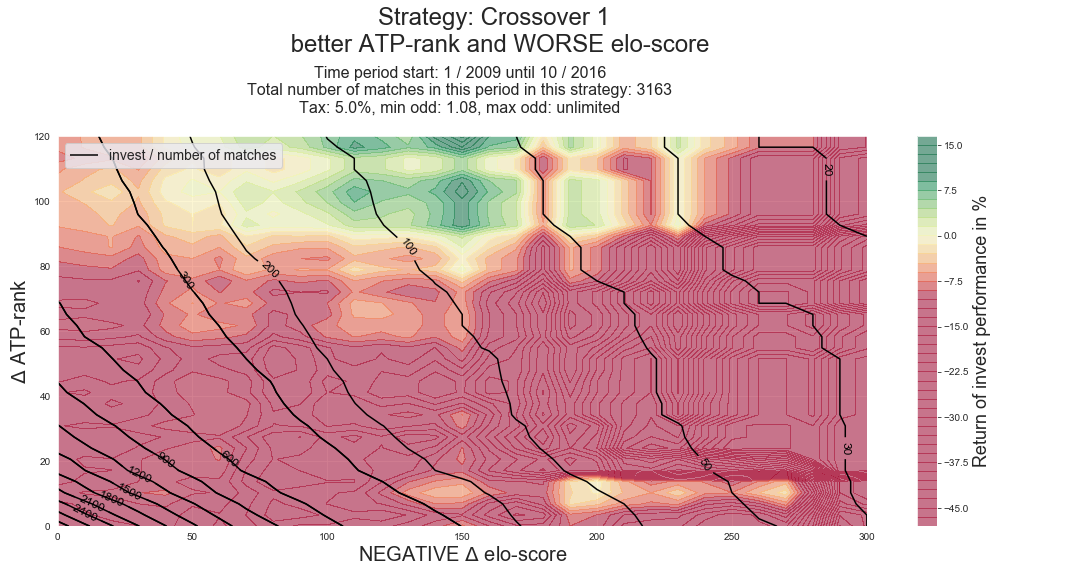 Strategy: Crossover 1
better ATP-rank and WORSE elo-score
Time period start: 1 / 2009 until 10 / 2016
Total number of matches in this period in this strategy: 3163
Tax: 5.0%, min odd: 1.08, max odd: unlimited
invest / number of matches
120
100
80
60
40
20
0
Δ ATP-rank
0 50 100 150 200 250 300
NEGATIVE Δ elo-score
300
200
100
20
30
50
600
900
1200
1500
1800
2100
2400
15.0
7.5
0.0
−7.5
−15.0
−22.5
−30.0
−37.5
−45.0
Return of invest performance in %